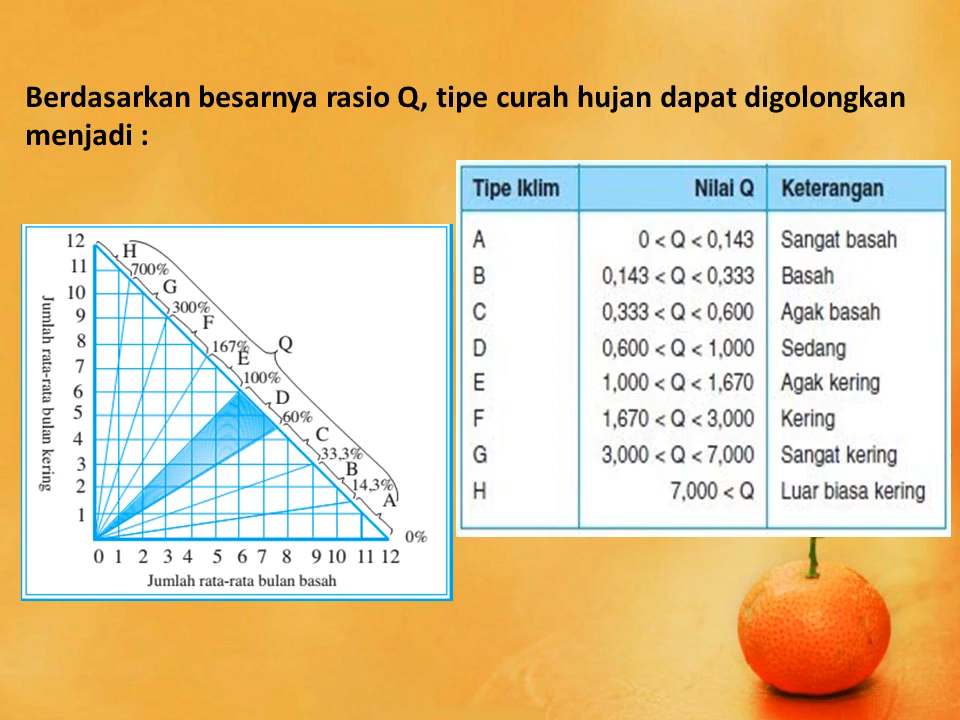 Berdasarkan besarnya rasio Q, tipe curah hujan dapat digolongkan
menjadi :
Tipe Iklim Nilai Q Keterangan
A 0 < Q < 0,143 Sangat basah
B 0,143 < Q < 0,333 Basah
C 0,333 < Q < 0,600 Agak basah
D 0,600 < Q < 1,000 Sedang
E 1,000 < Q < 1,670 Agak kering
F 1,670 < Q < 3,000 Kering
G 3,000 < Q < 7,000 Sangat kering
H 7,000 < Q Luar biasa kering
Jumlah rata-rata bulan kering
12
11
10
9
8
7
6
5
4
3
2
1
H
700%
G
300%
F
167%
Q
E
100%
D
60%
C
33,3%
B
14,3%
A
0%
0 1 2 3 4 5 6 7 8 9 10 11 12
Jumlah rata-rata bulan basah